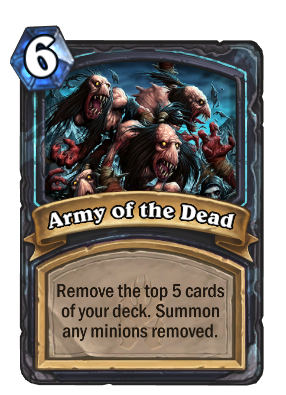 6
Army of the Dead
Remove the top 5 cards
of your deck. Summon
any minions removed.